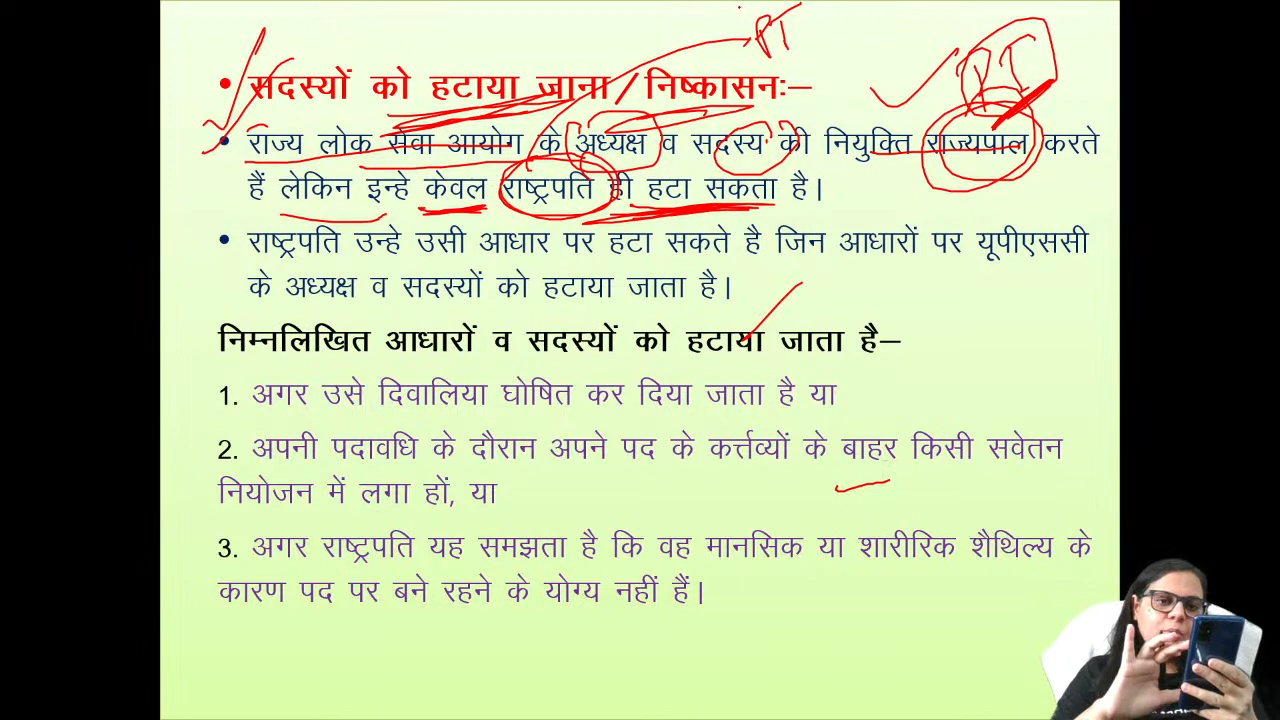 PT
• सदस्यों को हटाया जाना/निष्कासनः–
PT
• राज्य लोक सेवा आयोग के अध्यक्ष व सदस्य की नियुक्ति राज्यपाल करते
हैं लेकिन इन्हे केवल राष्ट्रपति ही हटा सकता है।
• राष्ट्रपति उन्हे उसी आधार पर हटा सकते है जिन आधारों पर यूपीएससी
के अध्यक्ष व सदस्यों को हटाया जाता है।
निम्नलिखित आधारों व सदस्यों को हटाया जाता है–
1. अगर उसे दिवालिया घोषित कर दिया जाता है या
2. अपनी पदावधि के दौरान अपने पद के कर्त्तव्यों के बाहर किसी सवेतन
नियोजन में लगा हों, या
3. अगर राष्ट्रपति यह समझता है कि वह मानसिक या शारीरिक शैथिल्य के
कारण पद पर बने रहने के योग्य नहीं हैं।